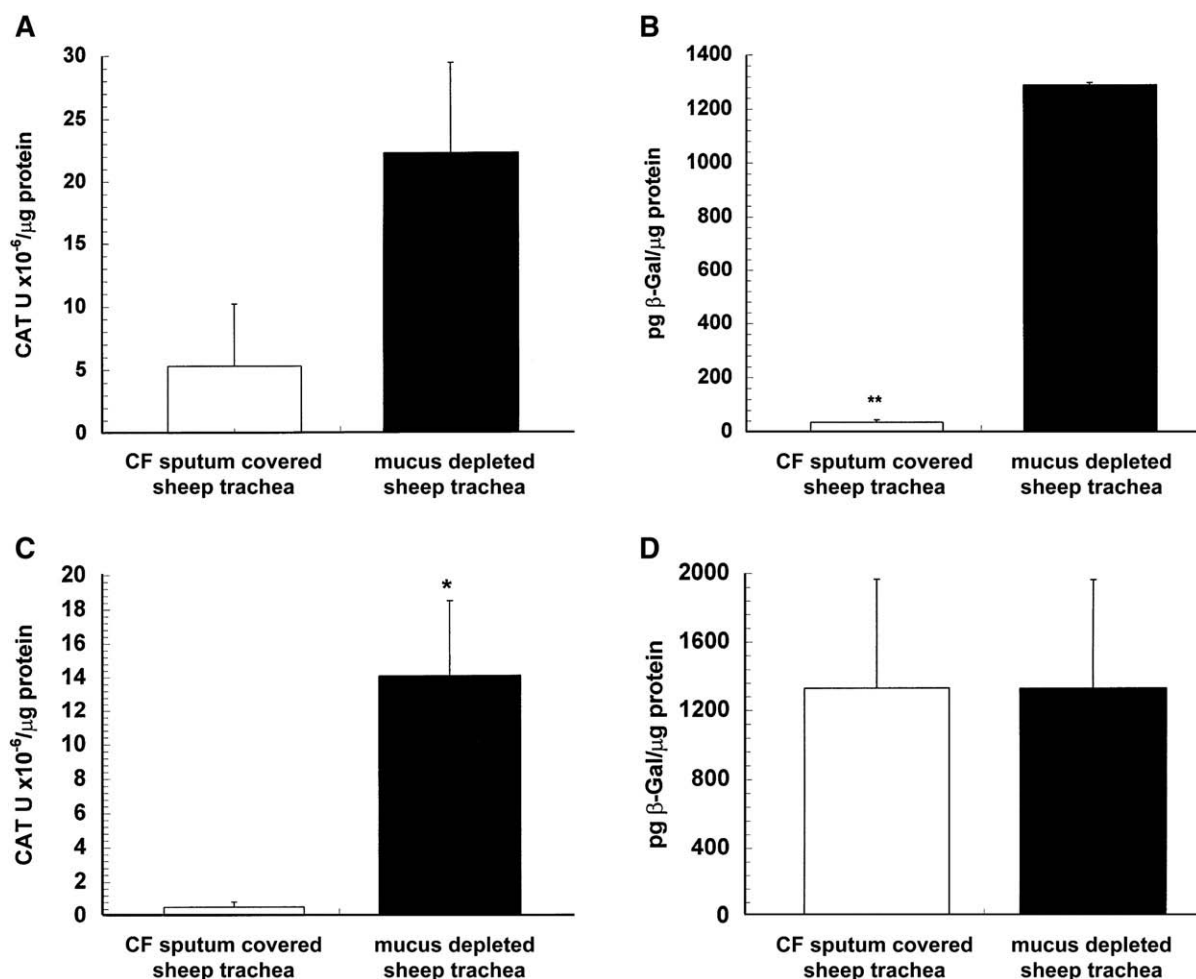 A
CAT U x10⁻⁶/μg protein
30
25
20
15
10
5
0
CF sputum covered
sheep trachea
mucus depleted
sheep trachea
B
pg β-Gal/μg protein
1400
1200
1000
800
600
400
200
0
**
CF sputum covered
sheep trachea
mucus depleted
sheep trachea
C
CAT U x10⁻⁶/μg protein
20
18
16
14
12
10
8
6
4
2
0
*
CF sputum covered
sheep trachea
mucus depleted
sheep trachea
D
pg β-Gal/μg protein
2000
1600
1200
800
400
0
CF sputum covered
sheep trachea
mucus depleted
sheep trachea